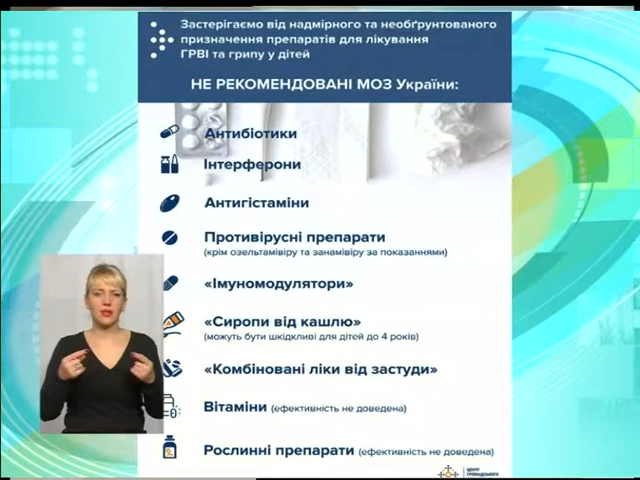 Застерігаємо від надмірного та необґрунтованого
призначення препаратів для лікування
ГРВІ та грипу у дітей
НЕ РЕКОМЕНДОВАНІ МОЗ України:
Антибіотики
Інтерферони
Антигістаміни
Противірусні препарати
(крім озельтамівіру та занамівіру за показаннями)
«Імуномодулятори»
«Сиропи від кашлю»
(можуть бути шкідливі для дітей до 4 років)
«Комбіновані ліки від застуди»
Вітаміни (ефективність не доведена)
Рослинні препарати (ефективність не доведена)
ЦЕНТР
ГРОМАДСЬКОГО